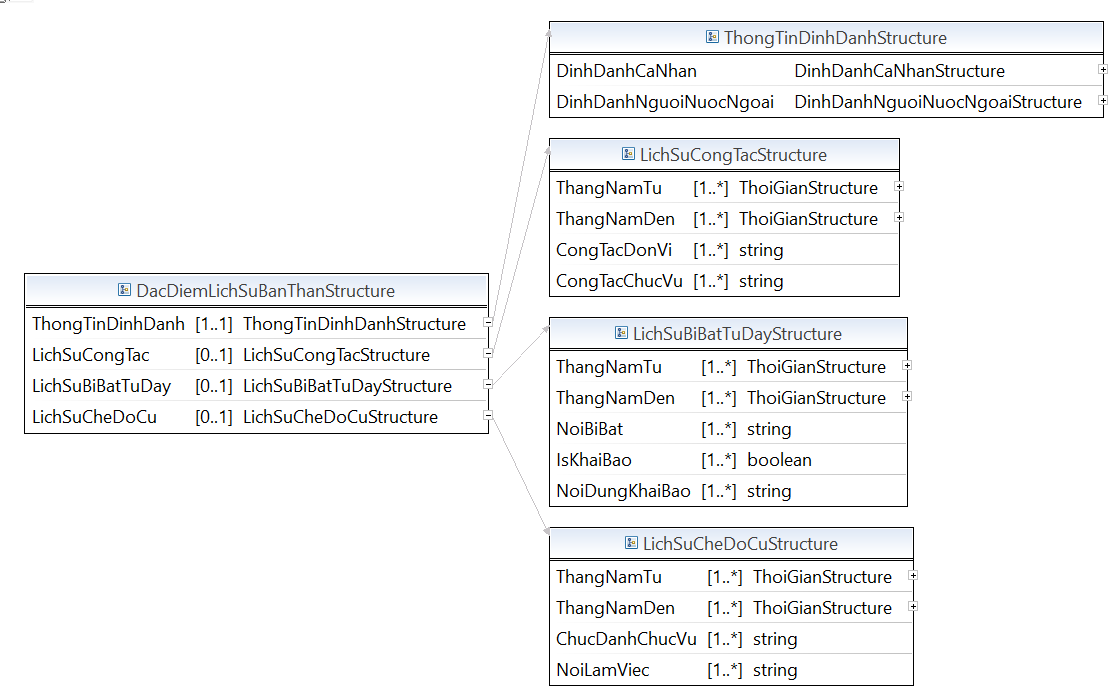 ThongTinDinhDanhStructure
DinhDanhCaNhan DinhDanhCaNhanStructure
DinhDanhNguoiNuocNgoai DinhDanhNguoiNuocNgoaiStructure
LichSuCongTacStructure
ThangNamTu [1..*] ThoiGianStructure
ThangNamDen [1..*] ThoiGianStructure
CongTacDonVi [1..*] string
CongTacChucVu [1..*] string
DacDiemLichSuBanThanStructure
ThongTinDinhDanh [1..1] ThongTinDinhDanhStructure
LichSuCongTac [0..1] LichSuCongTacStructure
LichSuBiBatTuDay [0..1] LichSuBiBatTuDayStructure
LichSuCheDoCu [0..1] LichSuCheDoCuStructure
LichSuBiBatTuDayStructure
ThangNamTu [1..*] ThoiGianStructure
ThangNamDen [1..*] ThoiGianStructure
NoiBiBat [1..*] string
IsKhaiBao [1..*] boolean
NoiDungKhaiBao [1..*] string
LichSuCheDoCuStructure
ThangNamTu [1..*] ThoiGianStructure
ThangNamDen [1..*] ThoiGianStructure
ChucDanhChucVu [1..*] string
NoiLamViec [1..*] string